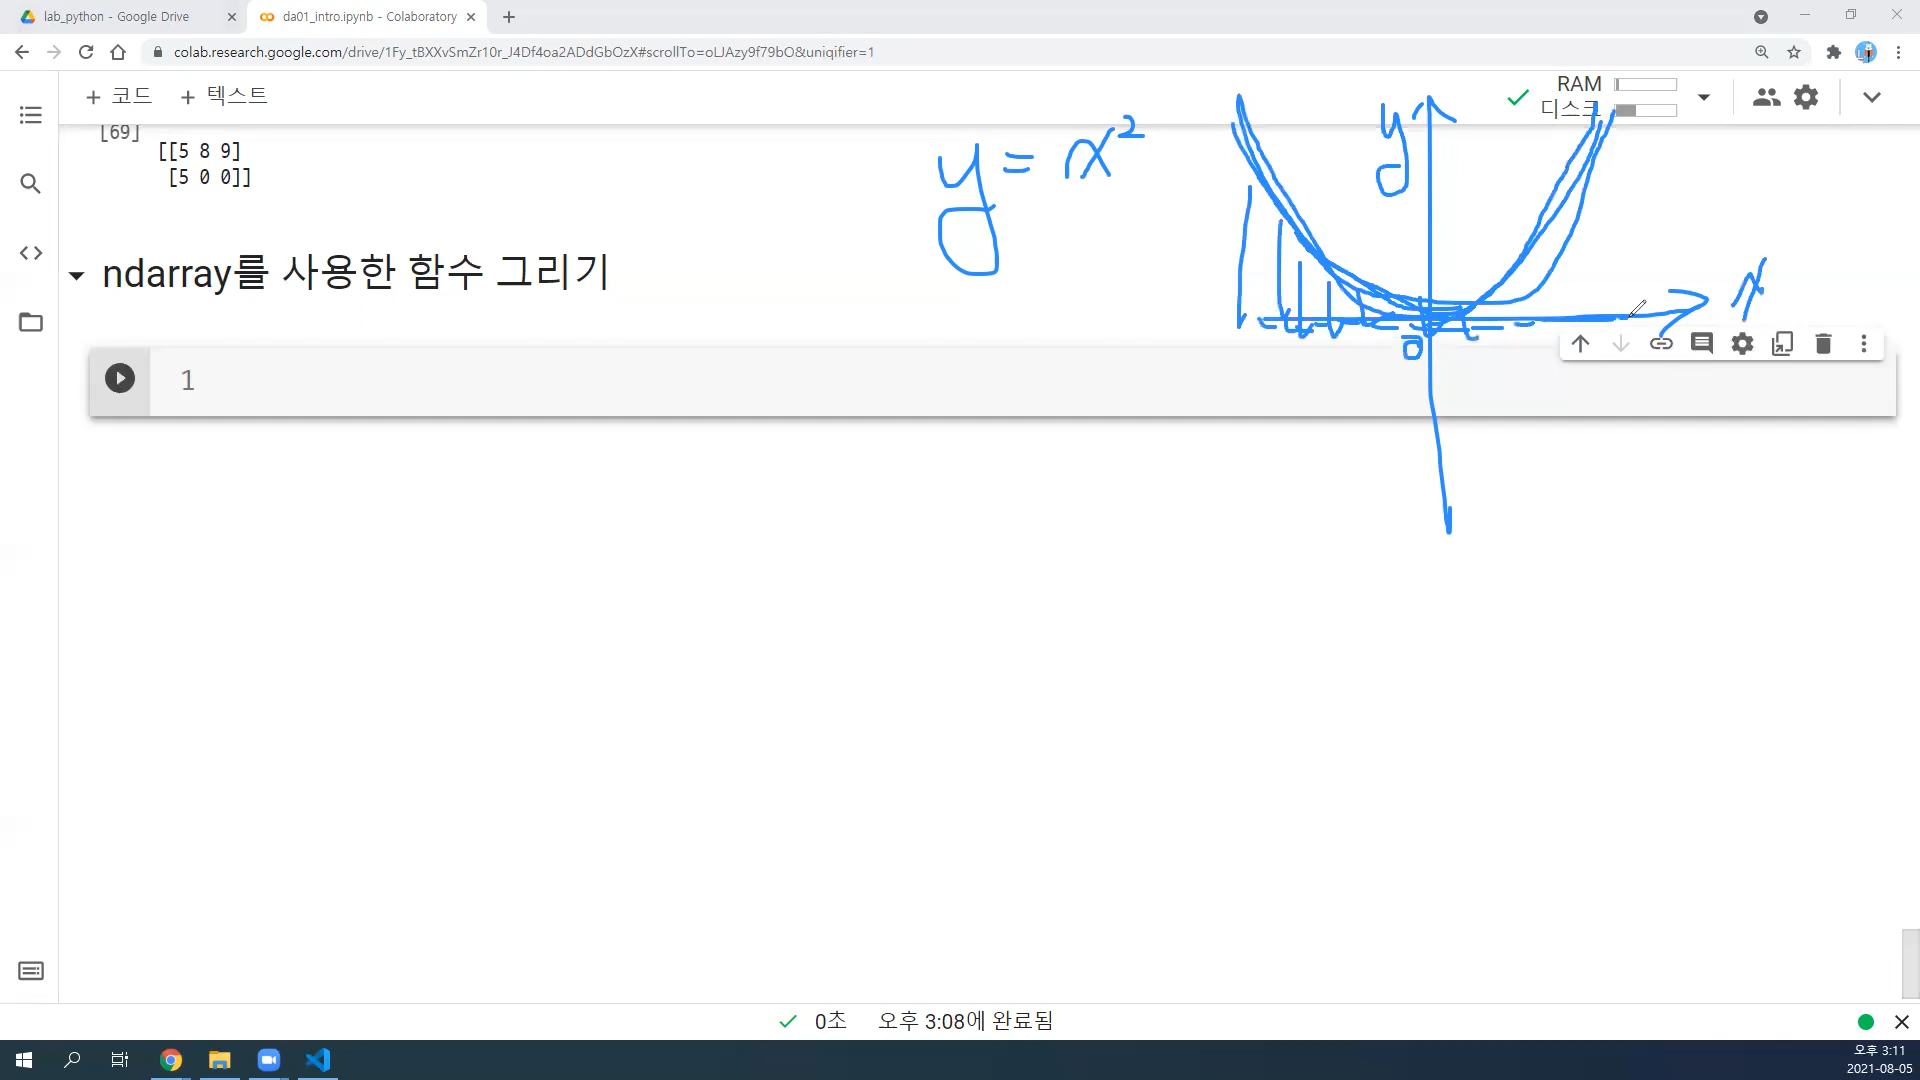 lab_python - Google Drive
da01_intro.ipynb - Colaboratory
colab.research.google.com/drive/1Fy_tBXXvSmZr10r_J4Df4oa2ADdGbOzX#scrollTo=oLJAzy9f79bO&uniqifier=1
+ 코드 + 텍스트
RAM
디스크
[69]
[[5 8 9]
[5 0 0]]
y = x²
y
x
0
ndarray를 사용한 함수 그리기
1
0초 오후 3:08에 완료됨
오후 3:11
2021-08-05